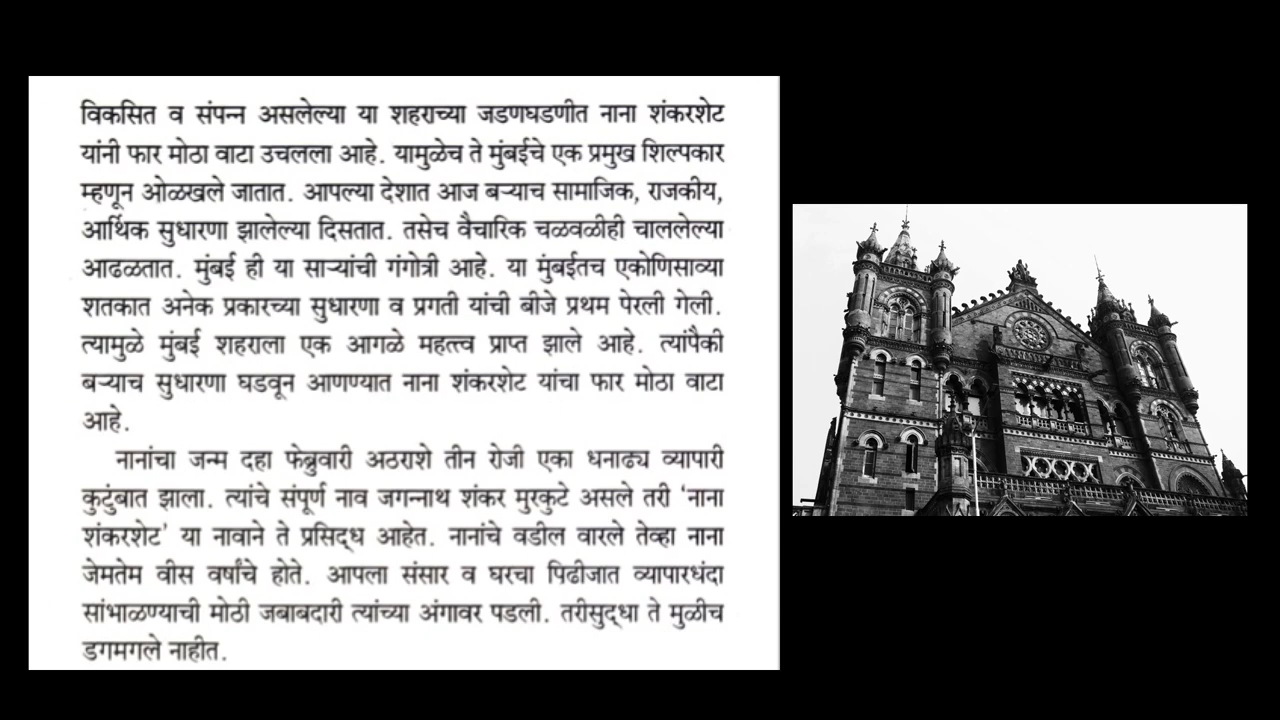 विकसित व संपन्न असलेल्या या शहराच्या जडणघडणीत नाना शंकरशेट
यांनी फार मोठा वाटा उचलला आहे. यामुळेच ते मुंबईचे एक प्रमुख शिल्पकार
म्हणून ओळखले जातात. आपल्या देशात आज बऱ्याच सामाजिक, राजकीय,
आर्थिक सुधारणा झालेल्या दिसतात. तसेच वैचारिक चळवळीही चाललेल्या
आढळतात. मुंबई ही या साऱ्यांची गंगोत्री आहे. या मुंबईतच एकोणिसाव्या
शतकात अनेक प्रकारच्या सुधारणा व प्रगती यांची बीजे प्रथम पेरली गेली.
त्यामुळे मुंबई शहराला एक आगळे महत्त्व प्राप्त झाले आहे. त्यांपैकी
बऱ्याच सुधारणा घडवून आणण्यात नाना शंकरशेट यांचा फार मोठा वाटा
आहे.
नानांचा जन्म दहा फेब्रुवारी अठराशे तीन रोजी एका धनाढ्य व्यापारी
कुटुंबात झाला. त्यांचे संपूर्ण नाव जगन्नाथ शंकर मुरकुटे असले तरी 'नाना
शंकरशेट' या नावाने ते प्रसिद्ध आहेत. नानांचे वडील वारले तेव्हा नाना
जेमतेम वीस वर्षांचे होते. आपला संसार व घरचा पिढीजात व्यापारधंदा
सांभाळण्याची मोठी जबाबदारी त्यांच्या अंगावर पडली. तरीसुद्धा ते मुळीच
डगमगले नाहीत.